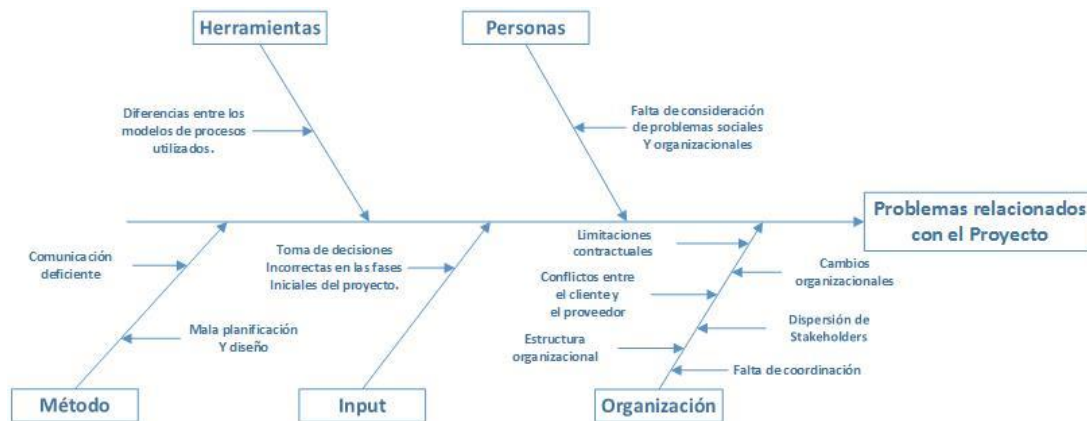 Herramientas
Personas
Diferencias entre los
modelos de procesos
utilizados.
Falta de consideración
de problemas sociales
Y organizacionales
Problemas relacionados
con el Proyecto
Comunicación
deficiente
Toma de decisiones
Incorrectas en las fases
Iniciales del proyecto.
Limitaciones
contractuales
Cambios
organizacionales
Conflictos entre
el cliente y
el proveedor
Mala planificación
Y diseño
Dispersión de
Stakeholders
Estructura
organizacional
Falta de coordinación
Método
Input
Organización